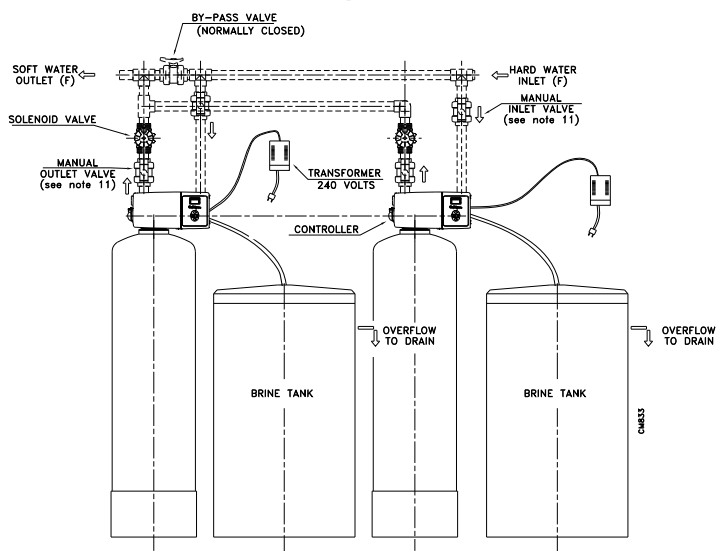 BY-PASS VALVE
(NORMALLY CLOSED)
SOFT WATER
OUTLET (F)
HARD WATER
INLET (F)
MANUAL
INLET VALVE
(see note 11)
SOLENOID VALVE
MANUAL
OUTLET VALVE
(see note 11)
TRANSFORMER
240 VOLTS
CONTROLLER
OVERFLOW
TO DRAIN
OVERFLOW
TO DRAIN
BRINE TANK
BRINE TANK
CM833